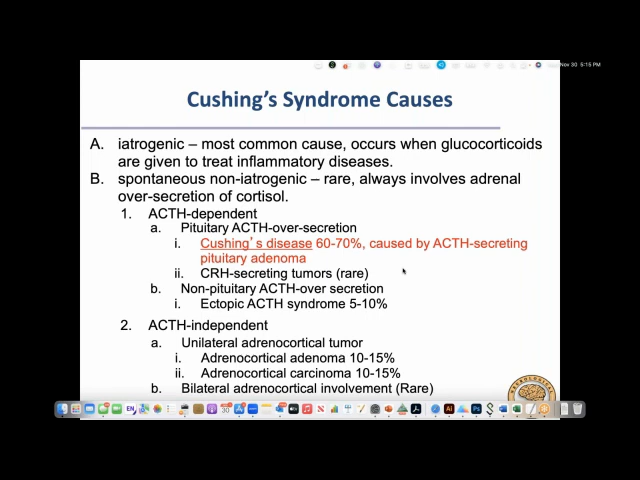 Nov 30 5:15 PM
Cushing's Syndrome Causes
A. iatrogenic – most common cause, occurs when glucocorticoids
are given to treat inflammatory diseases.
B. spontaneous non-iatrogenic – rare, always involves adrenal
over-secretion of cortisol.
1. ACTH-dependent
a. Pituitary ACTH-over-secretion
i. Cushing's disease 60-70%, caused by ACTH-secreting
pituitary adenoma
ii. CRH-secreting tumors (rare)
b. Non-pituitary ACTH-over secretion
i. Ectopic ACTH syndrome 5-10%
2. ACTH-independent
a. Unilateral adrenocortical tumor
i. Adrenocortical adenoma 10-15%
ii. Adrenocortical carcinoma 10-15%
b. Bilateral adrenocortical involvement (Rare)